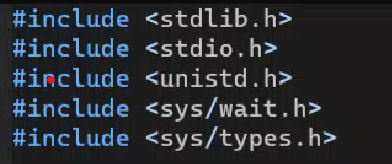 #include <stdlib.h>
#include <stdio.h>
#include <unistd.h>
#include <sys/wait.h>
#include <sys/types.h>